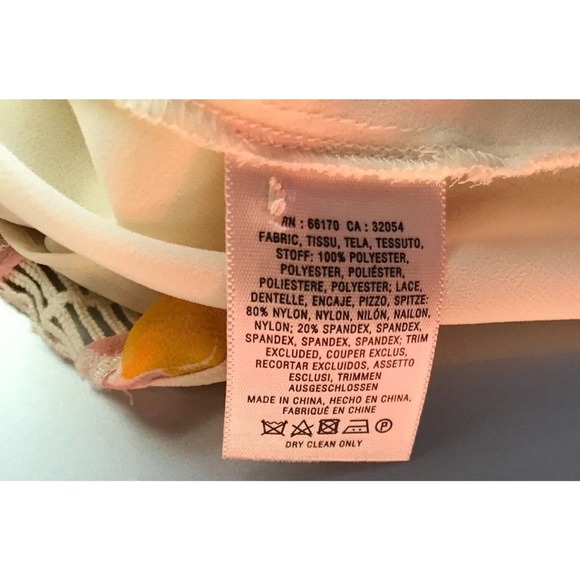 RN : 66170 CA : 32054
FABRIC, TISSU, TELA, TESSUTO,
STOFF: 100% POLYESTER,
POLYESTER, POLIÉSTER,
POLIESTERE, POLYESTER; LACE,
DENTELLE, ENCAJE, PIZZO, SPITZE:
80% NYLON, NYLON, NILÓN, NAILON,
NYLON; 20% SPANDEX, SPANDEX,
SPANDEX, SPANDEX, SPANDEX; TRIM
EXCLUDED, COUPER EXCLUS,
RECORTAR EXCLUIDOS, ASSETTO
ESCLUSI, TRIMMEN
AUSGESCHLOSSEN
MADE IN CHINA, HECHO EN CHINA,
FABRIQUÉ EN CHINE
P
DRY CLEAN ONLY